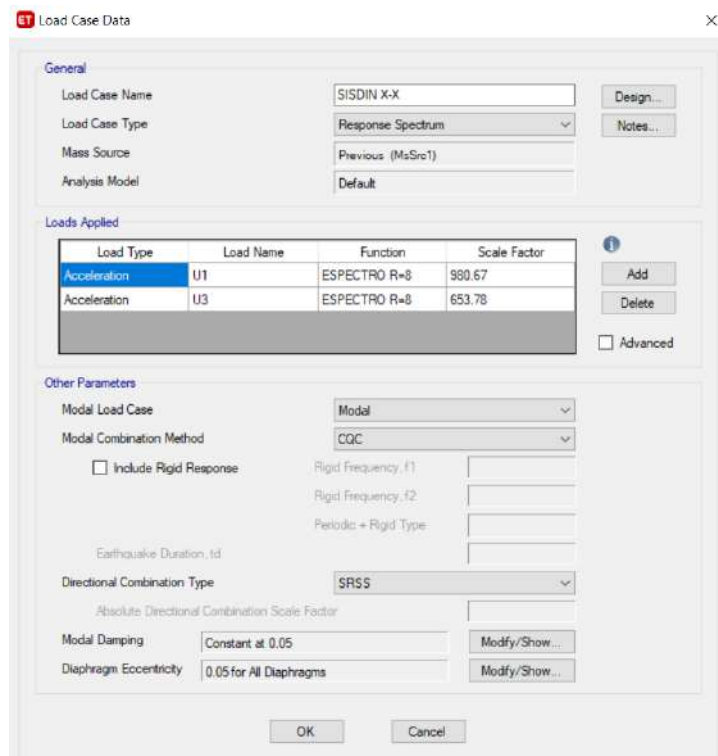 ET Load Case Data
General
Load Case Name SISDIN X-X Design...
Load Case Type Response Spectrum Notes...
Mass Source Previous (MsSrc1)
Analysis Model Default
Loads Applied
Load Type Load Name Function Scale Factor
Acceleration U1 ESPECTRO R=8 980.67 Add
Acceleration U3 ESPECTRO R=8 653.78 Delete
Advanced
Other Parameters
Modal Load Case Modal
Modal Combination Method CQC
Include Rigid Response Rigid Frequency, f1
Rigid Frequency, f2
Periodic + Rigid Type
Earthquake Duration, td
Directional Combination Type SRSS
Absolute Directional Combination Scale Factor
Modal Damping Constant at 0.05 Modify/Show...
Diaphragm Eccentricity 0.05 for All Diaphragms Modify/Show...
OK Cancel